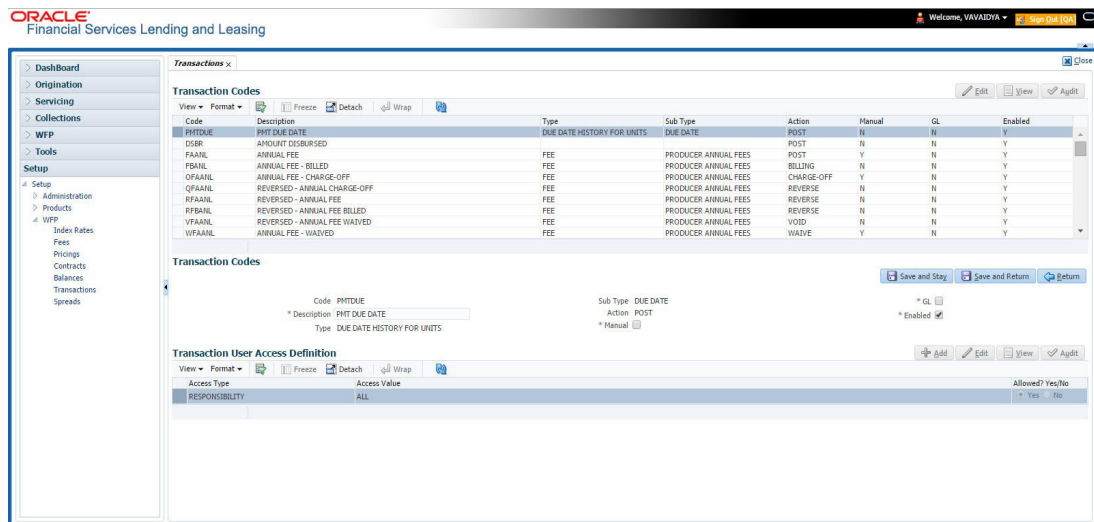 ORACLE®
Financial Services Lending and Leasing
Welcome, VAVAIDYA
Sign Out [QA]
DashBoard
Origination
Servicing
Collections
WFP
Tools
Setup
Setup
Administration
Products
WFP
Index Rates
Fees
Pricings
Contracts
Balances
Transactions
Spreads
Transactions x
Close
Transaction Codes
Edit View Audit
View Format Freeze Detach Wrap
Code Description Type Sub Type Action Manual GL Enabled
PMTDUE PMT DUE DATE DUE DATE HISTORY FOR UNITS DUE DATE POST N N Y
DSBR AMOUNT DISBURSED POST N N Y
FAANL ANNUAL FEE FEE PRODUCER ANNUAL FEES POST Y N Y
FBANL ANNUAL FEE - BILLED FEE PRODUCER ANNUAL FEES BILLING N N Y
OFAANL ANNUAL FEE - CHARGE-OFF FEE PRODUCER ANNUAL FEES CHARGE-OFF Y N Y
QFAANL REVERSED - ANNUAL CHARGE-OFF FEE PRODUCER ANNUAL FEES REVERSE N N Y
RFAANL REVERSED - ANNUAL FEE FEE PRODUCER ANNUAL FEES REVERSE N N Y
RFBANL REVERSED - ANNUAL FEE BILLED FEE PRODUCER ANNUAL FEES REVERSE N N Y
VFAANL REVERSED - ANNUAL FEE WAIVED FEE PRODUCER ANNUAL FEES VOID N N Y
WFAANL ANNUAL FEE - WAIVED FEE PRODUCER ANNUAL FEES WAIVE Y N Y
Transaction Codes
Save and Stay Save and Return Return
Code PMTDUE Sub Type DUE DATE * GL
* Description PMT DUE DATE Action POST * Enabled
Type DUE DATE HISTORY FOR UNITS * Manual
Transaction User Access Definition
Add Edit View Audit
View Format Freeze Detach Wrap
Access Type Access Value Allowed? Yes/No
RESPONSIBILITY ALL Yes No